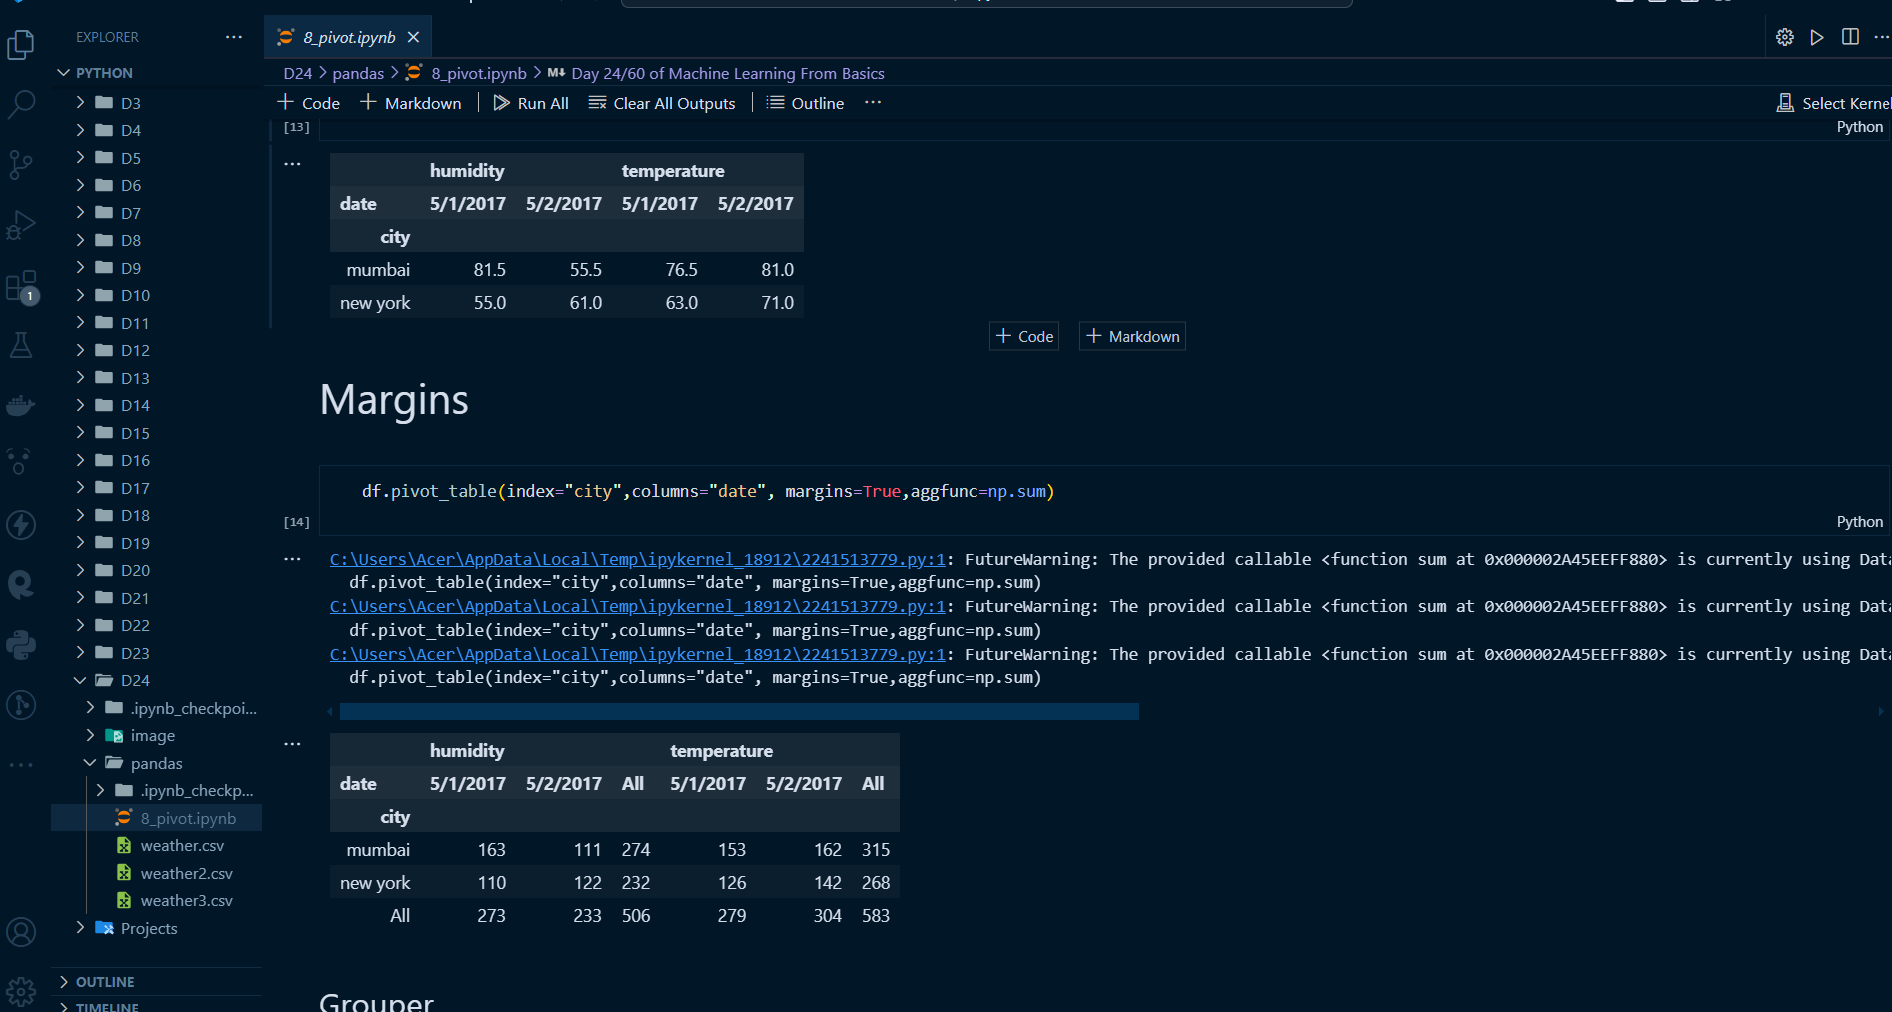 EXPLORER
8_pivot.ipynb
PYTHON
D3
D4
D5
D6
D7
D8
D9
D10
D11
D12
D13
D14
D15
D16
D17
D18
D19
D20
D21
D22
D23
D24
.ipynb_checkpoi...
image
pandas
.ipynb_checkp...
8_pivot.ipynb
weather.csv
weather2.csv
weather3.csv
Projects
OUTLINE
TIMELINE
1
D24 > pandas > 8_pivot.ipynb > M↓ Day 24/60 of Machine Learning From Basics
+ Code + Markdown Run All Clear All Outputs Outline ...
Select Kernel
[13]
Python
humidity temperature
date 5/1/2017 5/2/2017 5/1/2017 5/2/2017
city
mumbai 81.5 55.5 76.5 81.0
new york 55.0 61.0 63.0 71.0
+ Code + Markdown
Margins
df.pivot_table(index="city",columns="date", margins=True,aggfunc=np.sum)
[14]
Python
C:\Users\Acer\AppData\Local\Temp\ipykernel_18912\2241513779.py:1: FutureWarning: The provided callable <function sum at 0x000002A45EEFF880> is currently using Data
df.pivot_table(index="city",columns="date", margins=True,aggfunc=np.sum)
C:\Users\Acer\AppData\Local\Temp\ipykernel_18912\2241513779.py:1: FutureWarning: The provided callable <function sum at 0x000002A45EEFF880> is currently using Data
df.pivot_table(index="city",columns="date", margins=True,aggfunc=np.sum)
C:\Users\Acer\AppData\Local\Temp\ipykernel_18912\2241513779.py:1: FutureWarning: The provided callable <function sum at 0x000002A45EEFF880> is currently using Data
df.pivot_table(index="city",columns="date", margins=True,aggfunc=np.sum)
humidity temperature
date 5/1/2017 5/2/2017 All 5/1/2017 5/2/2017 All
city
mumbai 163 111 274 153 162 315
new york 110 122 232 126 142 268
All 273 233 506 279 304 583
Grouper